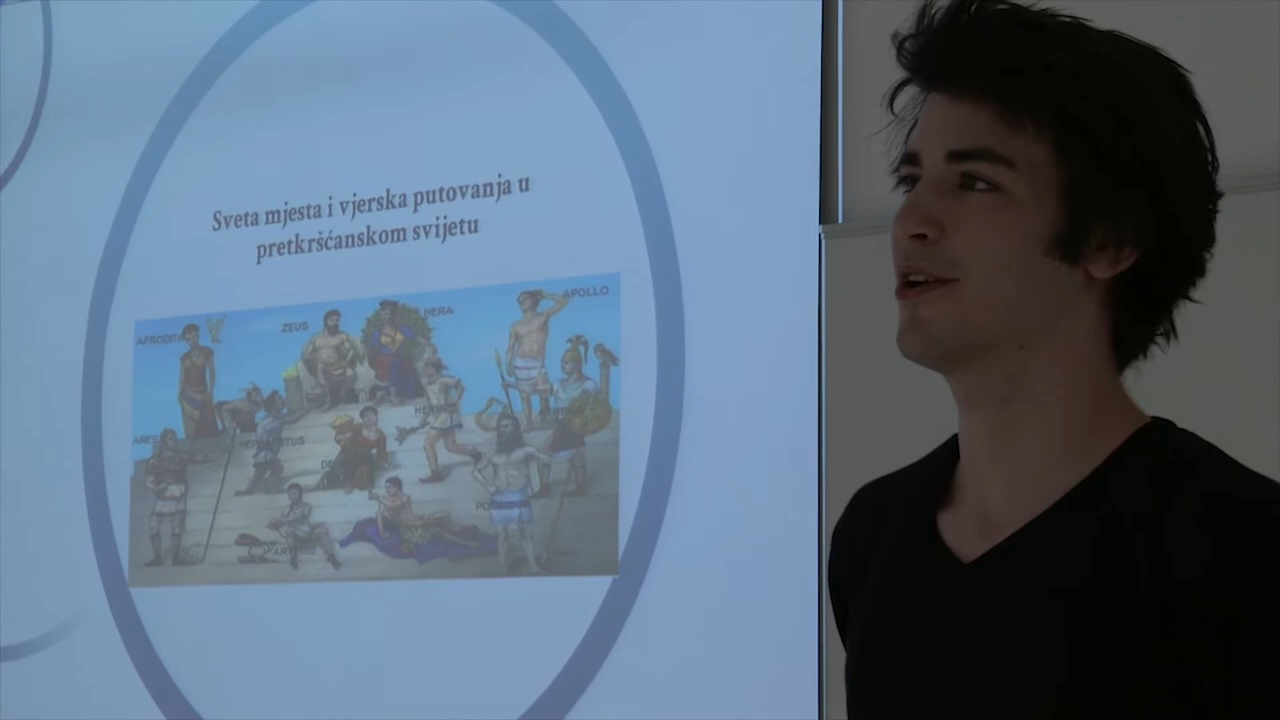 Sveta mjesta i vjerska putovanja u
pretkršćanskom svijetu
APOLLO
HERA
ZEUS
AFRODITA
ARES